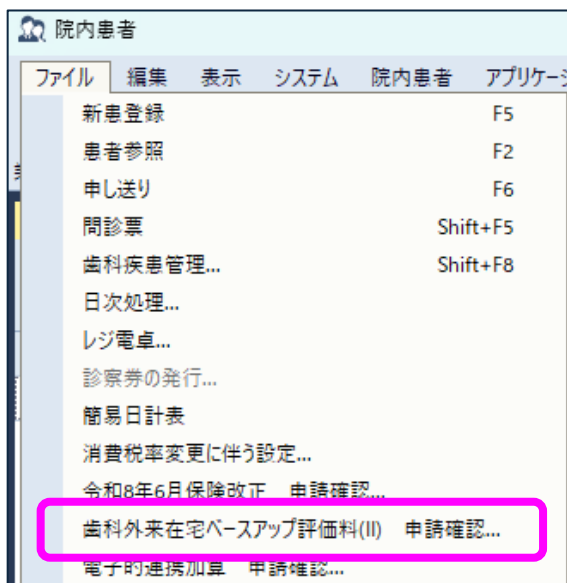 院内患者
ファイル 編集 表示 システム 院内患者 アプリケーシ
新患登録 F5
患者参照 F2
申し送り F6
問診票 Shift+F5
歯科疾患管理... Shift+F8
日次処理...
レジ電卓...
診察券の発行...
簡易日計表
消費税率変更に伴う設定...
令和8年6月保険改正 申請確認...
歯科外来在宅ベースアップ評価料(II) 申請確認...
電子的連携加算 申請確認...